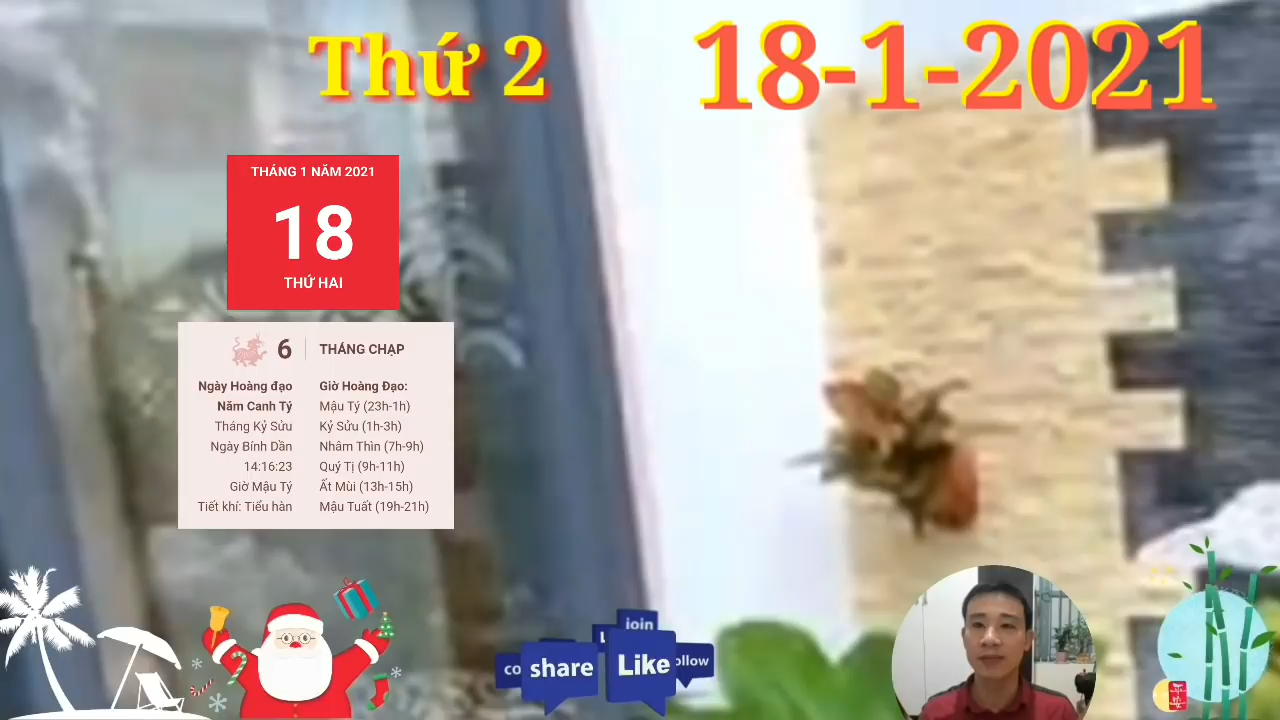 Thứ 2
18-1-2021
THÁNG 1 NĂM 2021
18
THỨ HAI
6 THÁNG CHẠP
Ngày Hoàng đạo
Năm Canh Tý
Tháng Kỷ Sửu
Ngày Bính Dần
14:16:23
Giờ Mậu Tý
Tiết khí: Tiểu hàn
Giờ Hoàng Đạo:
Mậu Tý (23h-1h)
Kỷ Sửu (1h-3h)
Nhâm Thìn (7h-9h)
Quý Tị (9h-11h)
Ất Mùi (13h-15h)
Mậu Tuất (19h-21h)
join
share
Like